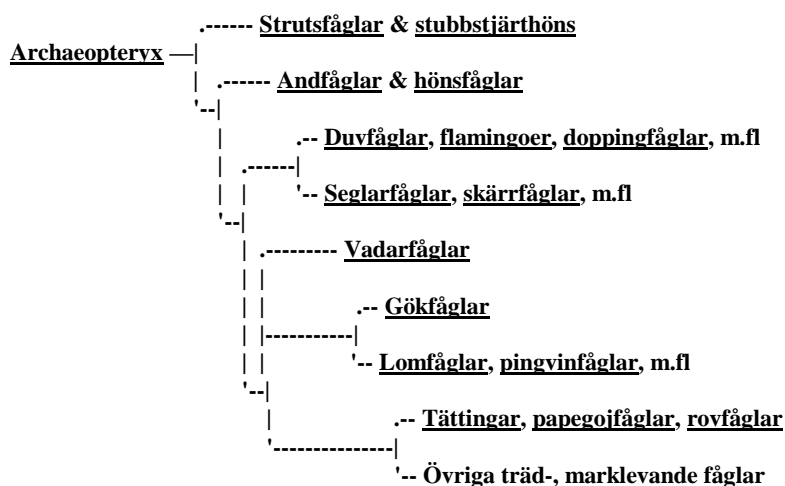 .------ Strutsfåglar & stubbstjärthöns
Archaeopteryx —|
| .------ Andfåglar & hönsfåglar
'--|
| .-- Duvfåglar, flamingoer, doppingfåglar, m.fl
| .------|
| | '-- Seglarfåglar, skärrfåglar, m.fl
'--|
| .--------- Vadarfåglar
| |
| | .-- Gökfåglar
| |-----------|
| | '-- Lomfåglar, pingvinfåglar, m.fl
'--|
| .-- Tättingar, papegojfåglar, rovfåglar
'---------------|
'-- Övriga träd-, marklevande fåglar